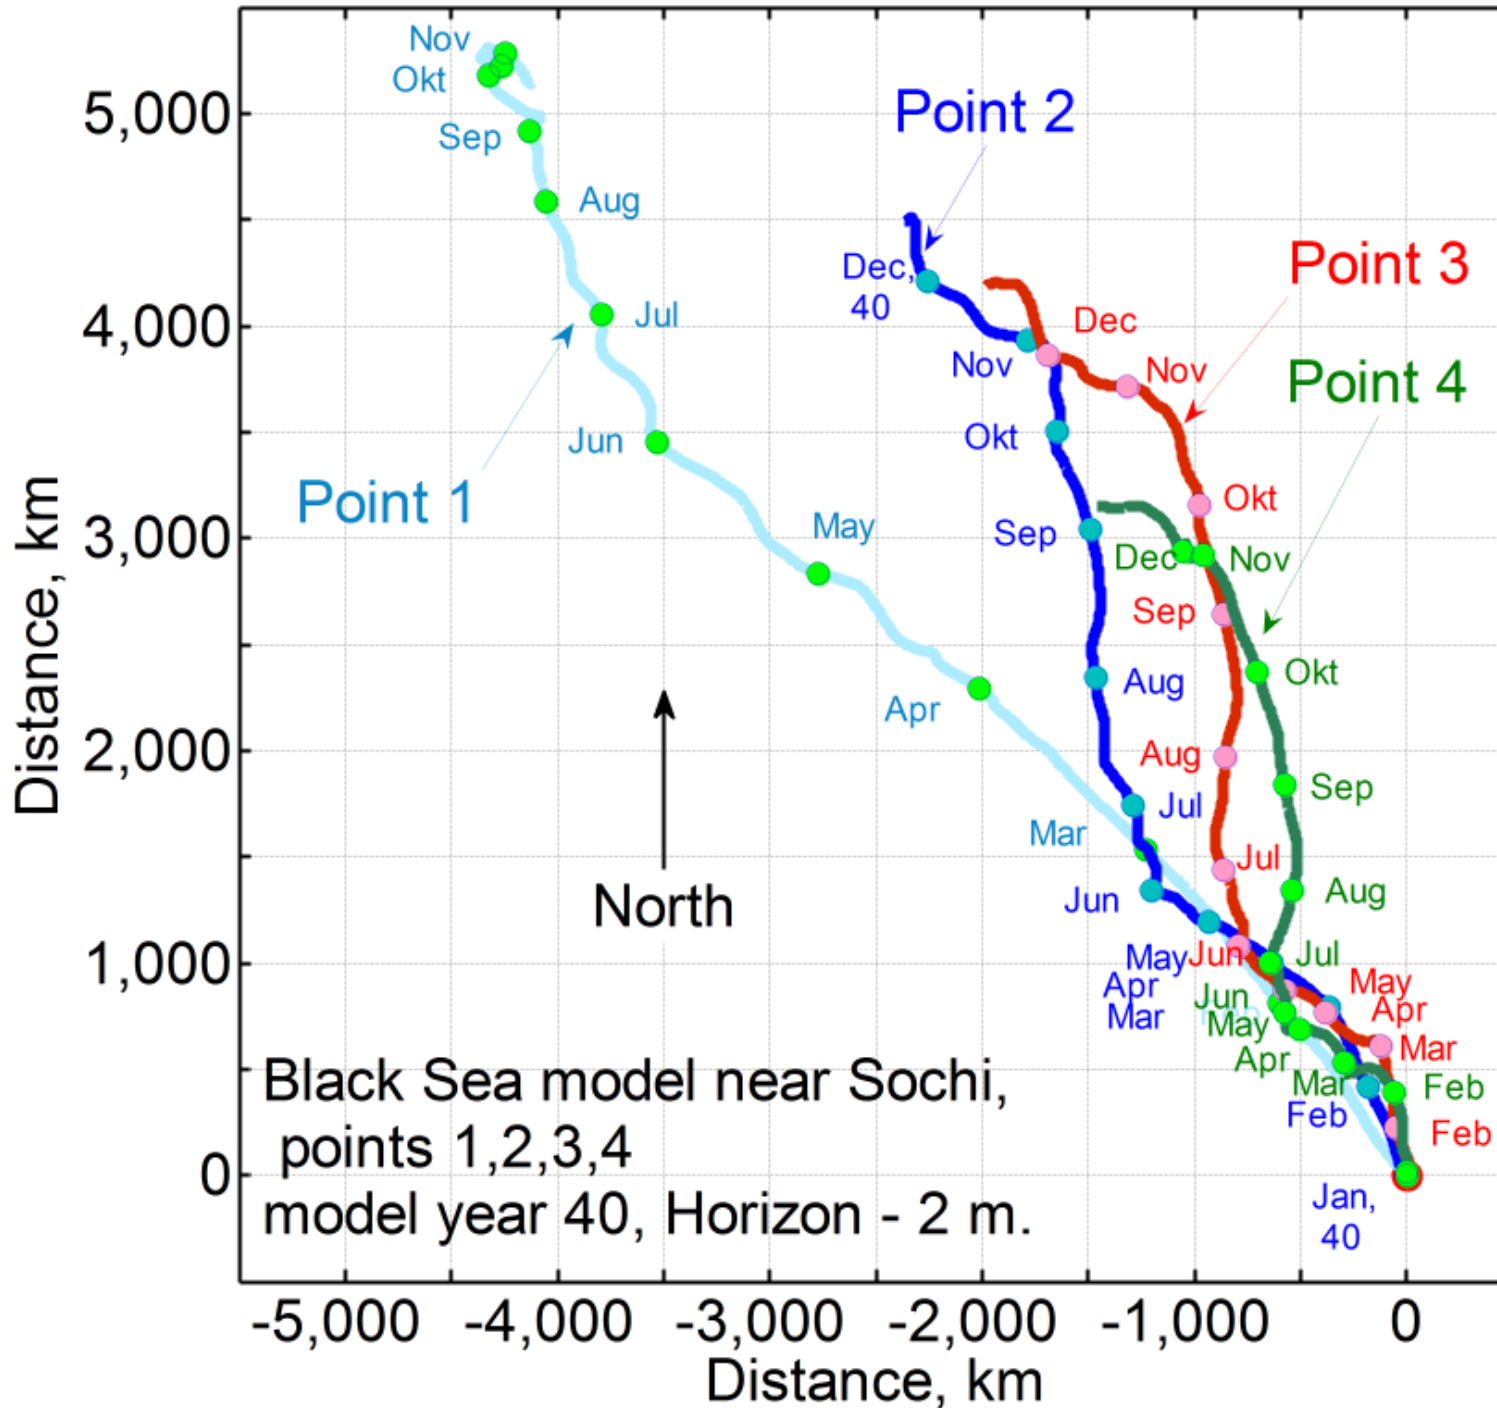 Nov
Okt
Sep
Aug
Jul
Jun
May
Apr
Mar
Point 1
Point 2
Dec,
40
Nov
Okt
Sep
Aug
Jul
Jun
May
Apr
Mar
Feb
Jan,
40
Point 3
Dec
Nov
Okt
Sep
Aug
Jul
Jun
May
Apr
Mar
Feb
Point 4
Dec
Nov
Okt
Sep
Aug
Jul
Jun
May
Apr
Mar
Feb
North
Black Sea model near Sochi,
points 1,2,3,4
model year 40, Horizon - 2 m.
Distance, km
5,000
4,000
3,000
2,000
1,000
0
-5,000
-4,000
-3,000
-2,000
-1,000
0
Distance, km